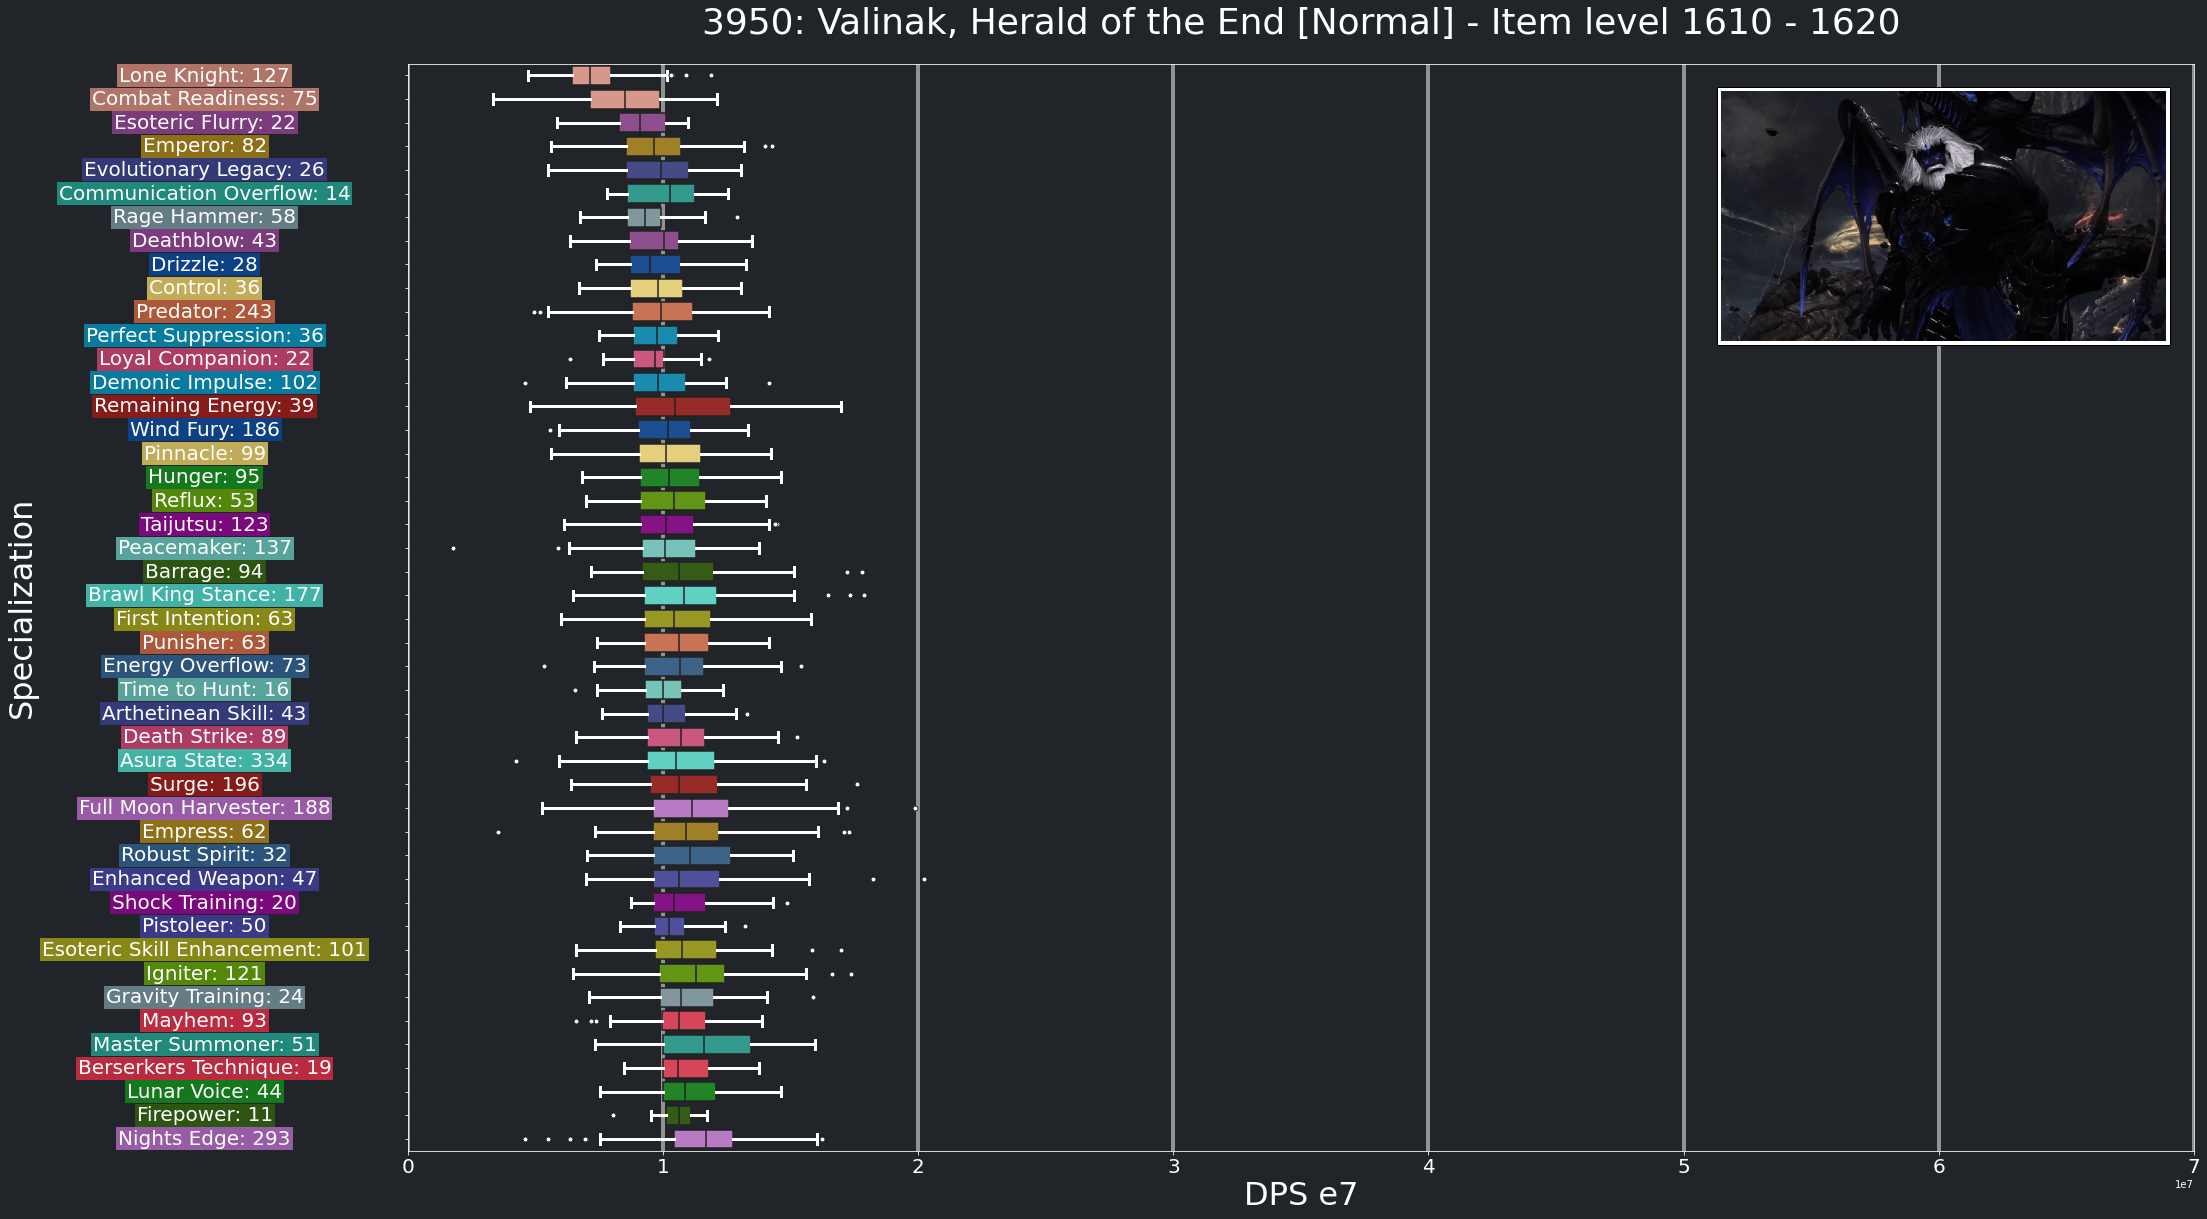 3950: Valinak, Herald of the End [Normal] - Item level 1610 - 1620
Specialization
Lone Knight: 127
Combat Readiness: 75
Esoteric Flurry: 22
Emperor: 82
Evolutionary Legacy: 26
Communication Overflow: 14
Rage Hammer: 58
Deathblow: 43
Drizzle: 28
Control: 36
Predator: 243
Perfect Suppression: 36
Loyal Companion: 22
Demonic Impulse: 102
Remaining Energy: 39
Wind Fury: 186
Pinnacle: 99
Hunger: 95
Reflux: 53
Taijutsu: 123
Peacemaker: 137
Barrage: 94
Brawl King Stance: 177
First Intention: 63
Punisher: 63
Energy Overflow: 73
Time to Hunt: 16
Arthetinean Skill: 43
Death Strike: 89
Asura State: 334
Surge: 196
Full Moon Harvester: 188
Empress: 62
Robust Spirit: 32
Enhanced Weapon: 47
Shock Training: 20
Pistoleer: 50
Esoteric Skill Enhancement: 101
Igniter: 121
Gravity Training: 24
Mayhem: 93
Master Summoner: 51
Berserkers Technique: 19
Lunar Voice: 44
Firepower: 11
Nights Edge: 293
0 1 2 3 4 5 6 7
1e7
DPS e7